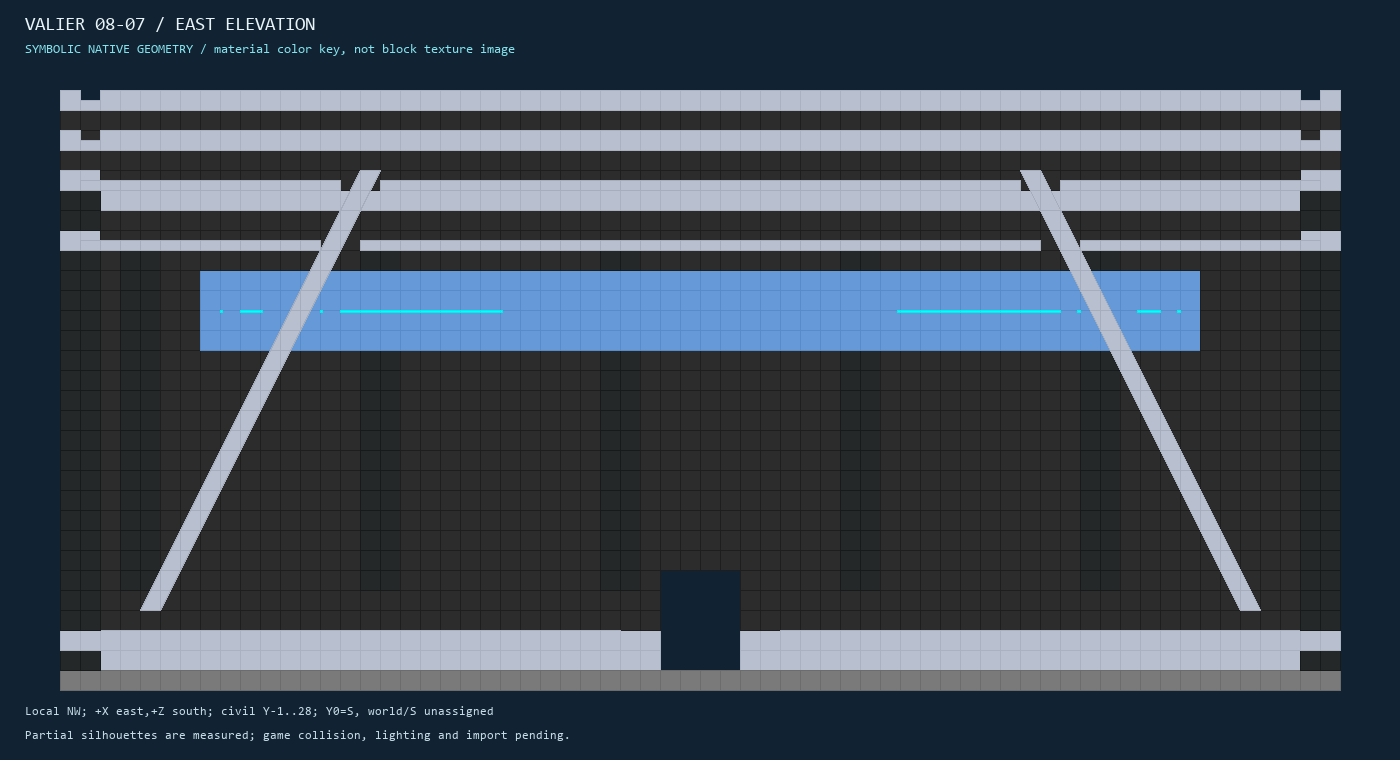 VALIER 08-07 / EAST ELEVATION
SYMBOLIC NATIVE GEOMETRY / material color key, not block texture image
Local NW; +X east,+Z south; civil Y-1..28; Y0=S, world/S unassigned
Partial silhouettes are measured; game collision, lighting and import pending.